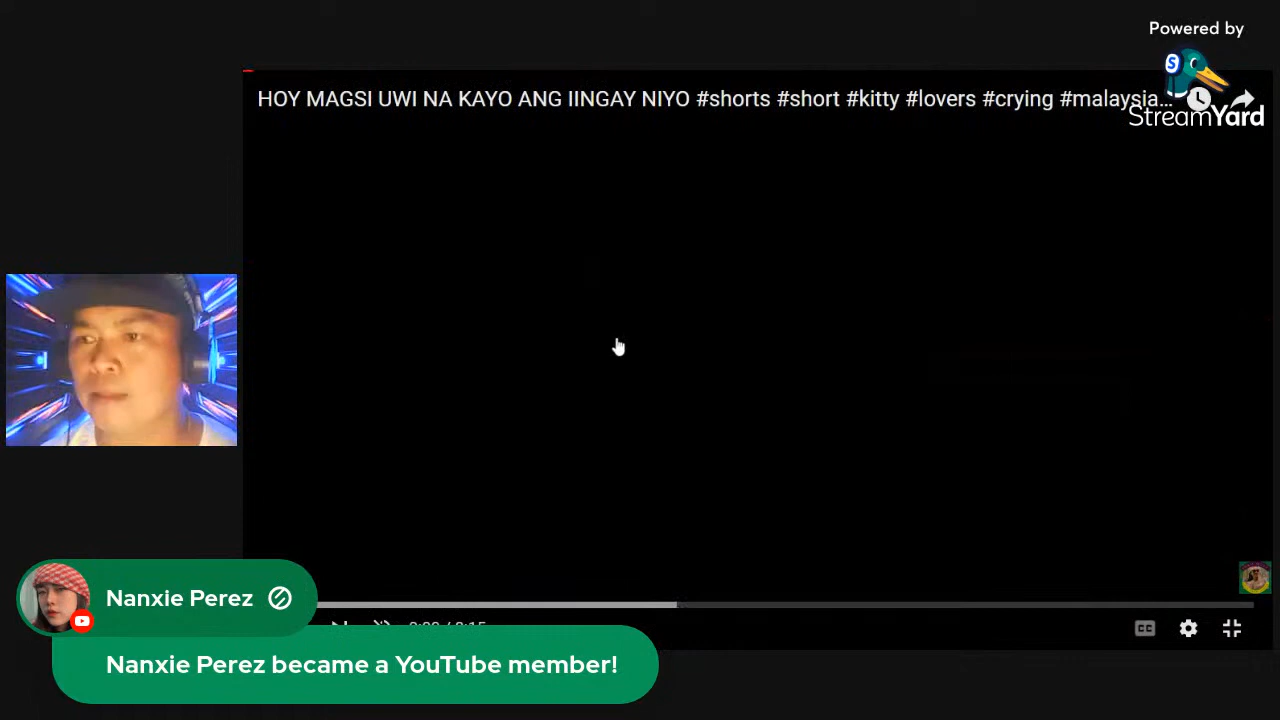 Powered by
StreamYard
HOY MAGSI UWI NA KAYO ANG IINGAY NIYO #shorts #short #kitty #lovers #crying #malaysia...
Nanxie Perez
Nanxie Perez became a YouTube member!
CC